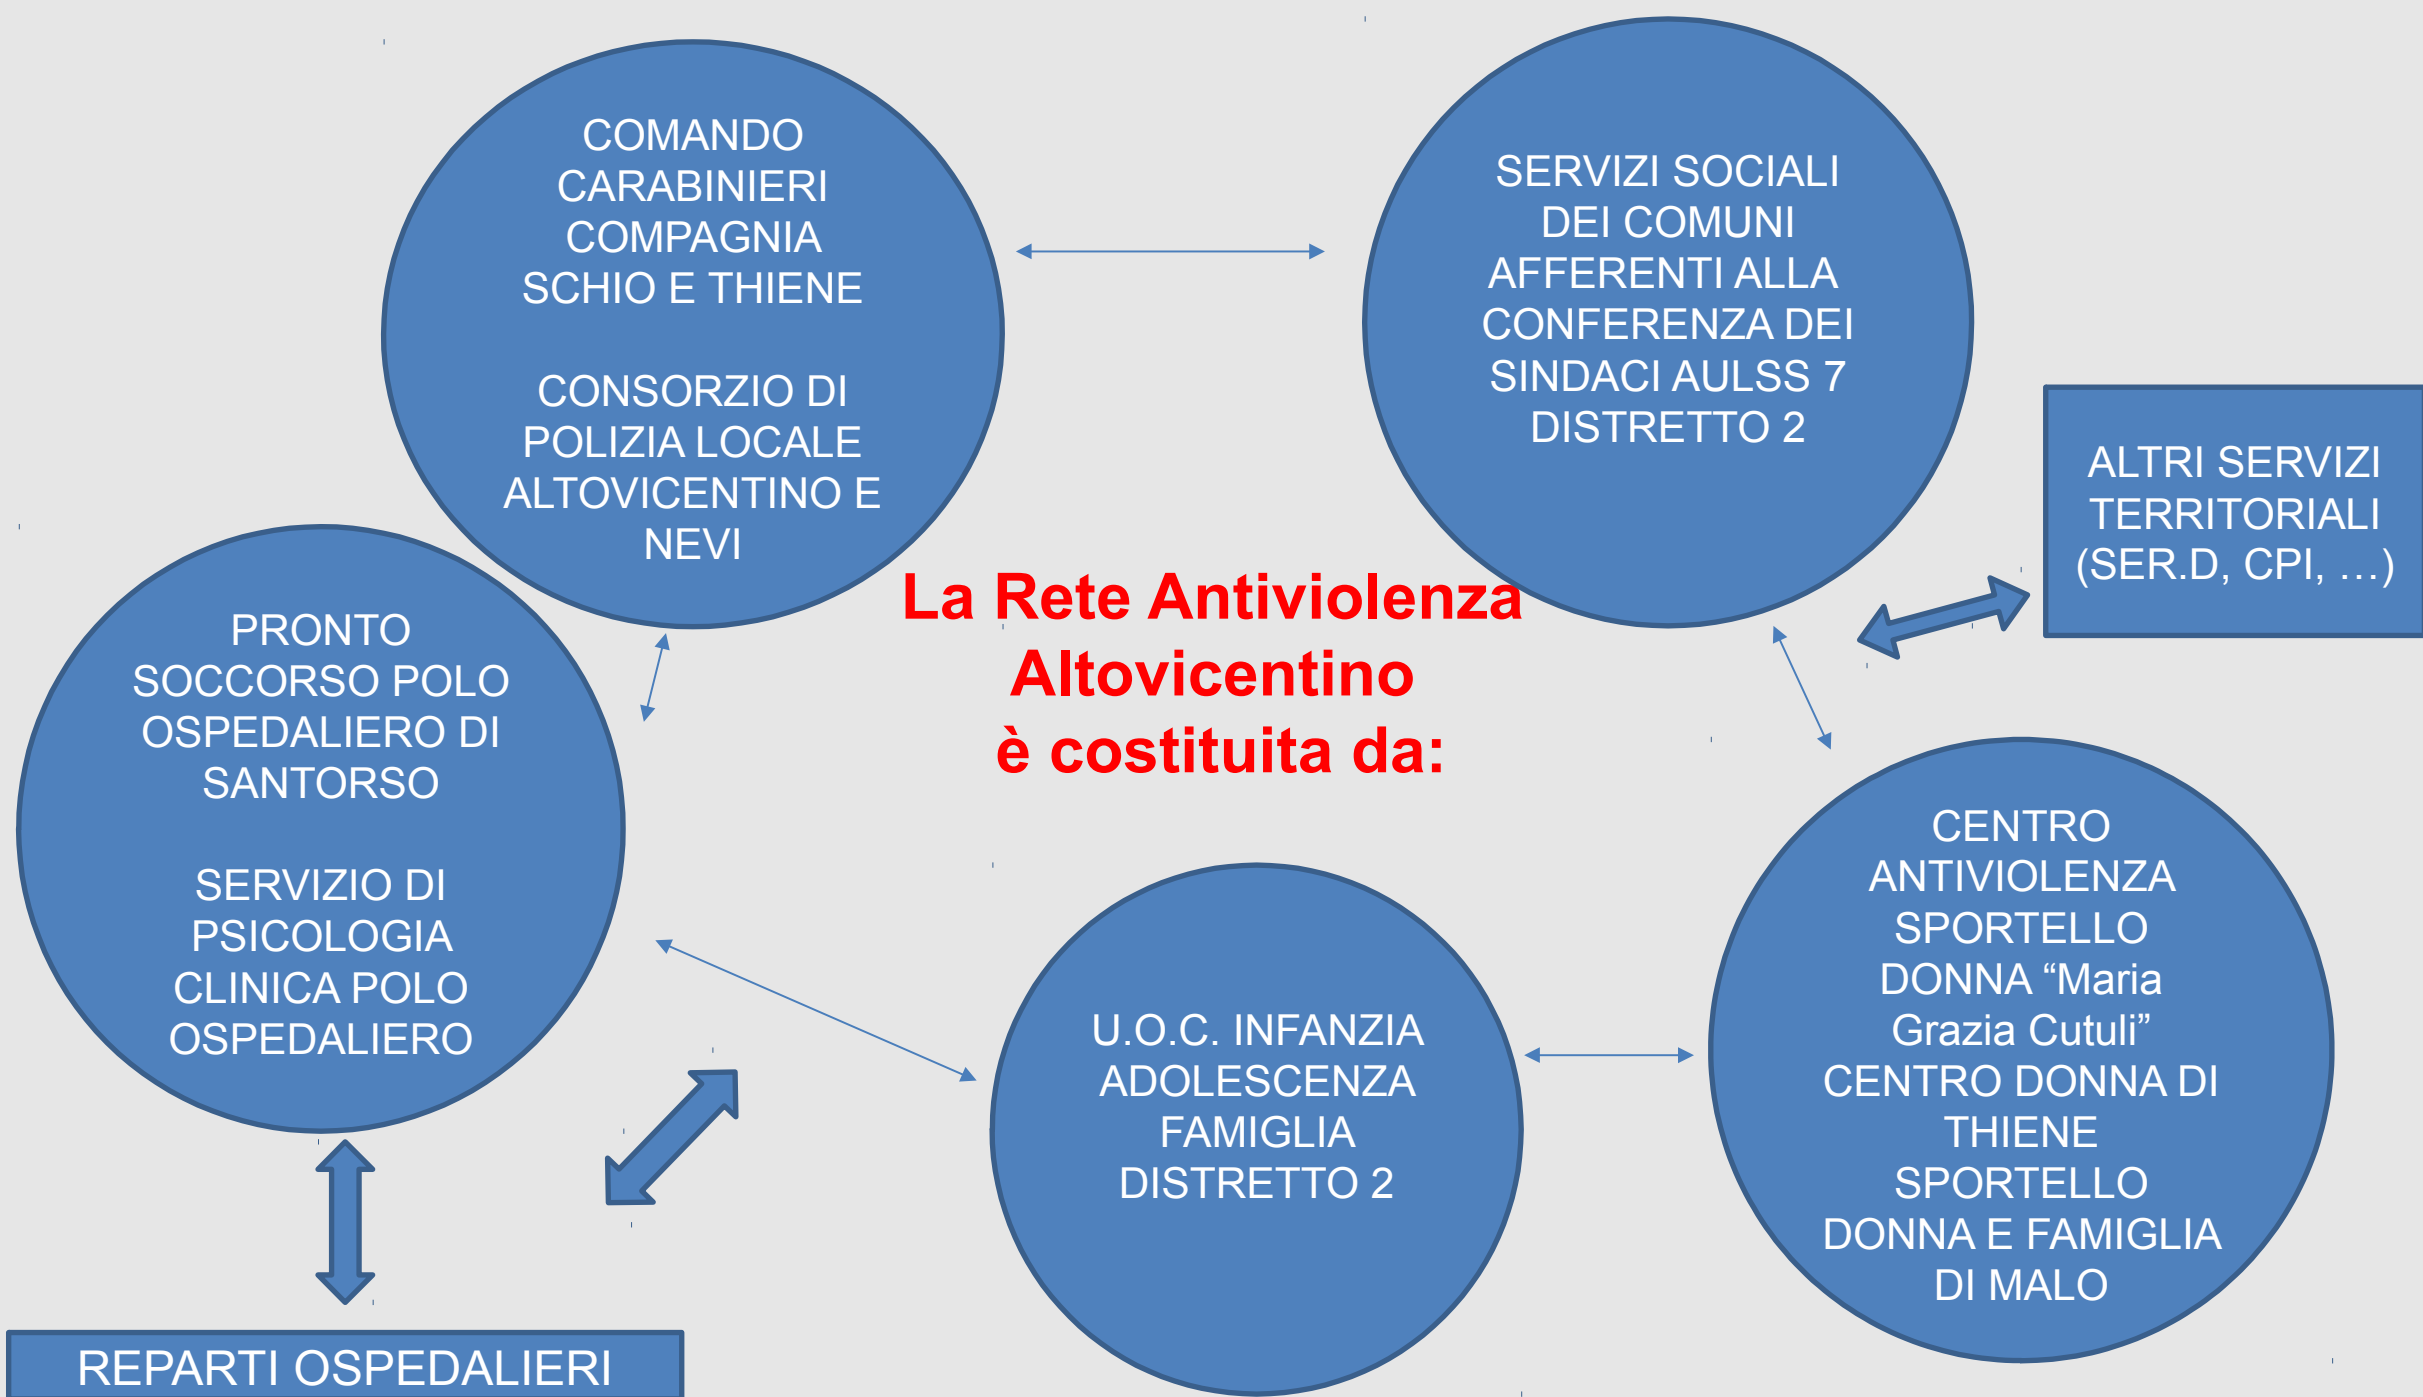 COMANDO
CARABINIERI
COMPAGNIA
SCHIO E THIENE
CONSORZIO DI
POLIZIA LOCALE
ALTOVICENTINO E
NEVI
SERVIZI SOCIALI
DEI COMUNI
AFFERENTI ALLA
CONFERENZA DEI
SINDACI AULSS 7
DISTRETTO 2
ALTRI SERVIZI
TERRITORIALI
(SER.D, CPI, …)
La Rete Antiviolenza
Altovicentino
è costituita da:
PRONTO
SOCCORSO POLO
OSPEDALIERO DI
SANTORSO
SERVIZIO DI
PSICOLOGIA
CLINICA POLO
OSPEDALIERO
U.O.C. INFANZIA
ADOLESCENZA
FAMIGLIA
DISTRETTO 2
CENTRO
ANTIVIOLENZA
SPORTELLO
DONNA “Maria
Grazia Cutuli”
CENTRO DONNA DI
THIENE
SPORTELLO
DONNA E FAMIGLIA
DI MALO
REPARTI OSPEDALIERI